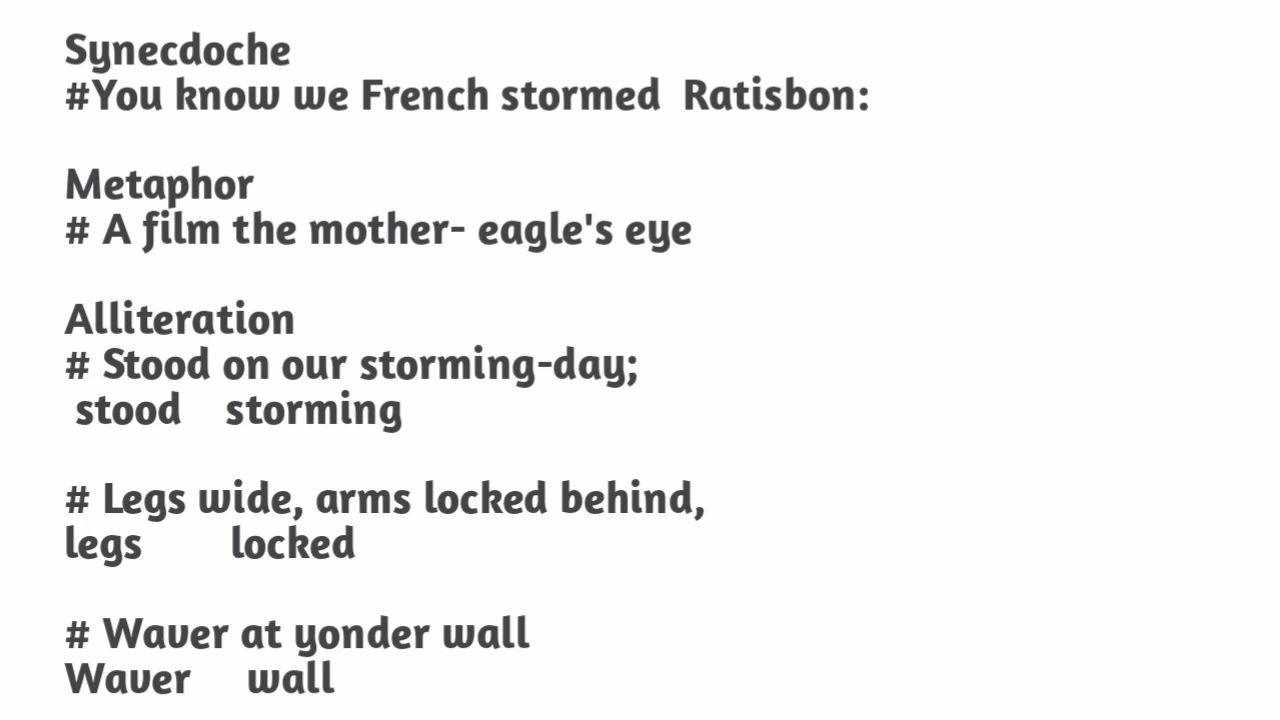 Synecdoche
#You know we French stormed Ratisbon:
Metaphor
# A film the mother- eagle's eye
Alliteration
# Stood on our storming-day;
stood storming
# Legs wide, arms locked behind,
legs locked
# Waver at yonder wall
Waver wall